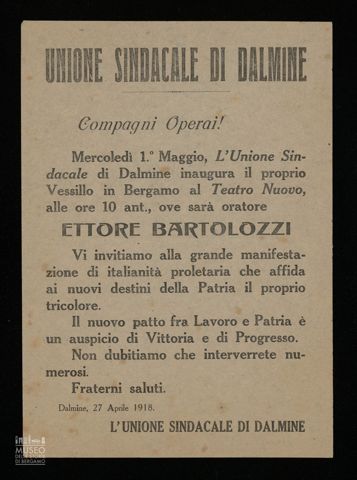 UNIONE SINDACALE DI DALMINE
Compagni Operai!
Mercoledì 1.° Maggio, L'Unione Sin-
dacale di Dalmine inaugura il proprio
Vessillo in Bergamo al Teatro Nuovo,
alle ore 10 ant., ove sarà oratore
ETTORE BARTOLOZZI
Vi invitiamo alla grande manifesta-
zione di italianità proletaria che affida
ai nuovi destini della Patria il proprio
tricolore.
Il nuovo patto fra Lavoro e Patria è
un auspicio di Vittoria e di Progresso.
Non dubitiamo che interverrete nu-
merosi.
Fraterni saluti.
Dalmine, 27 Aprile 1918.
L'UNIONE SINDACALE DI DALMINE
MUSEO
DELLE STORIE
DI BERGAMO